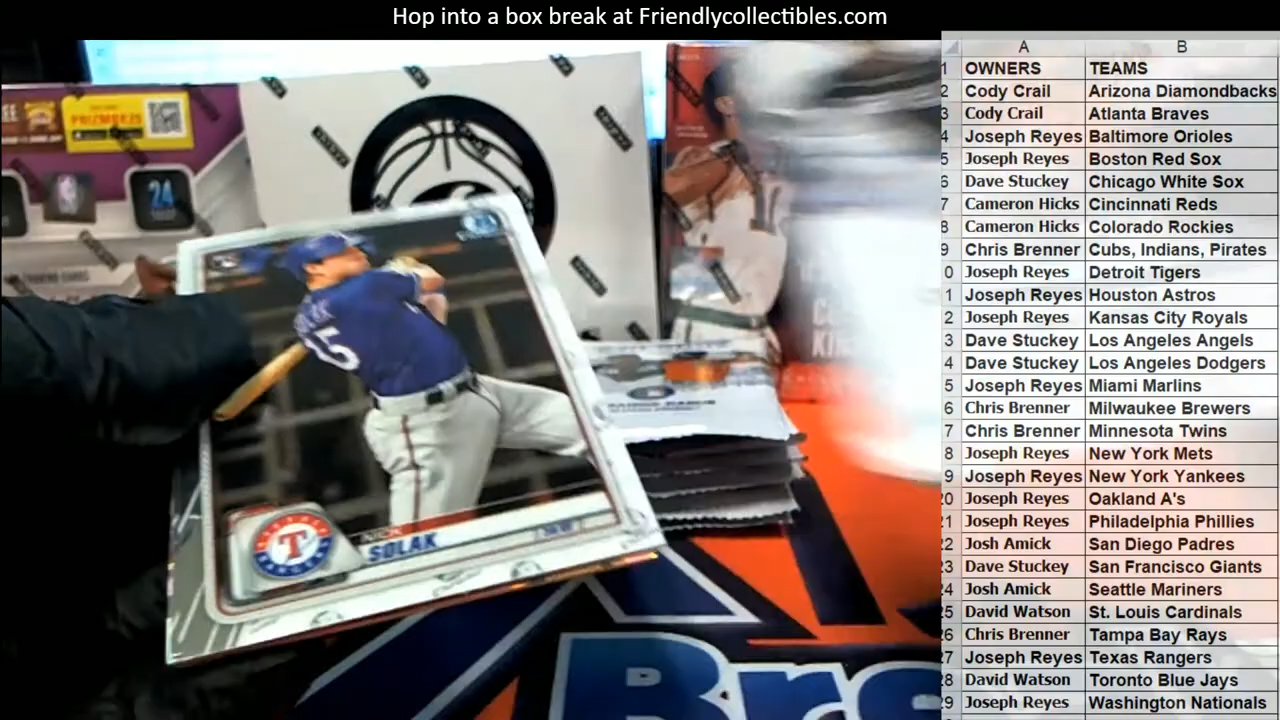 Hop into a box break at Friendlycollectibles.com
A B
1 OWNERS TEAMS
2 Cody Crail Arizona Diamondbacks
3 Cody Crail Atlanta Braves
4 Joseph Reyes Baltimore Orioles
5 Joseph Reyes Boston Red Sox
6 Dave Stuckey Chicago White Sox
7 Cameron Hicks Cincinnati Reds
8 Cameron Hicks Colorado Rockies
9 Chris Brenner Cubs, Indians, Pirates
0 Joseph Reyes Detroit Tigers
1 Joseph Reyes Houston Astros
2 Joseph Reyes Kansas City Royals
3 Dave Stuckey Los Angeles Angels
4 Dave Stuckey Los Angeles Dodgers
5 Joseph Reyes Miami Marlins
6 Chris Brenner Milwaukee Brewers
7 Chris Brenner Minnesota Twins
8 Joseph Reyes New York Mets
9 Joseph Reyes New York Yankees
20 Joseph Reyes Oakland A's
21 Joseph Reyes Philadelphia Phillies
22 Josh Amick San Diego Padres
23 Dave Stuckey San Francisco Giants
24 Josh Amick Seattle Mariners
25 David Watson St. Louis Cardinals
26 Chris Brenner Tampa Bay Rays
27 Joseph Reyes Texas Rangers
28 David Watson Toronto Blue Jays
29 Joseph Reyes Washington Nationals
24
15
T
NICK
SOLAK
Bre